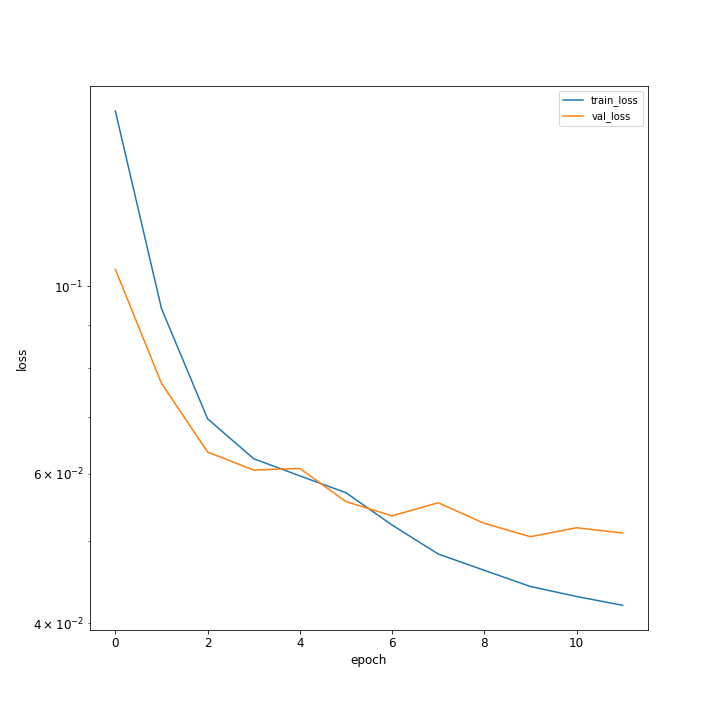 train_loss
val_loss
10⁻¹
6 × 10⁻²
4 × 10⁻²
loss
0 2 4 6 8 10
epoch